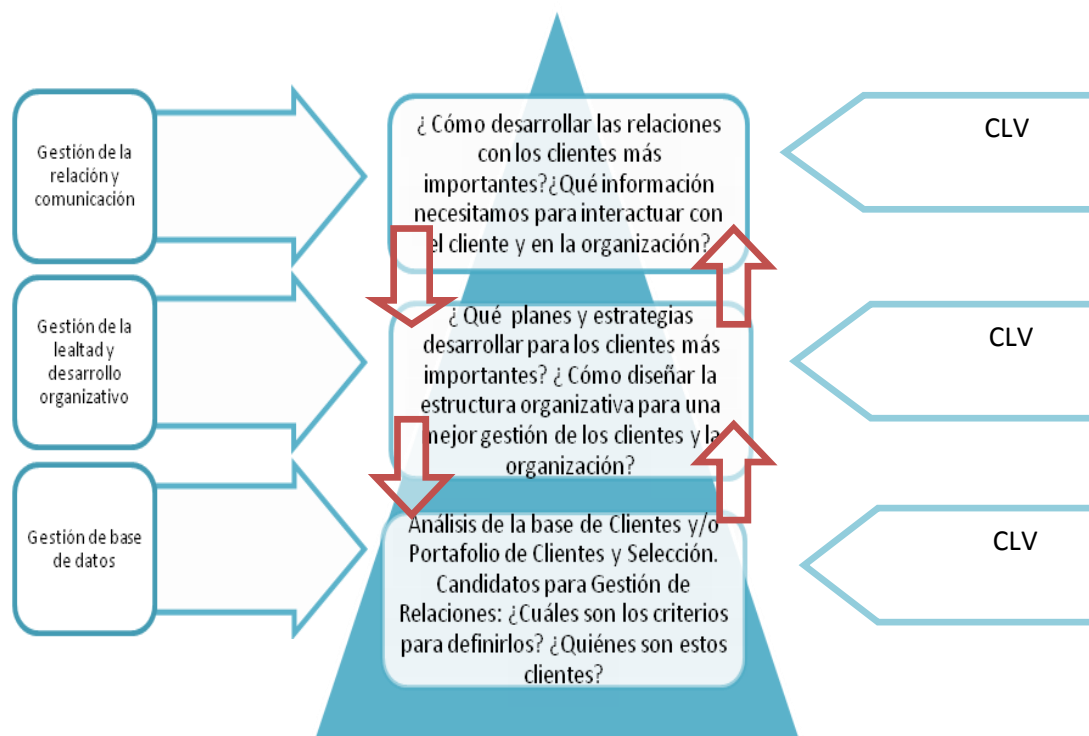 Gestión de la
relación y
comunicación
¿ Cómo desarrollar las relaciones
con los clientes más
importantes?¿Qué información
necesitamos para interactuar con
el cliente y en la organización?
CLV
Gestión de la
lealtad y
desarrollo
organizativo
¿ Qué planes y estrategias
desarrollar para los clientes más
importantes? ¿ Cómo diseñar la
estructura organizativa para una
mejor gestión de los clientes y la
organización?
CLV
Gestión de base
de datos
Análisis de la base de Clientes y/o
Portafolio de Clientes y Selección.
Candidatos para Gestión de
Relaciones: ¿Cuáles son los criterios
para definirlos? ¿Quiénes son estos
clientes?
CLV